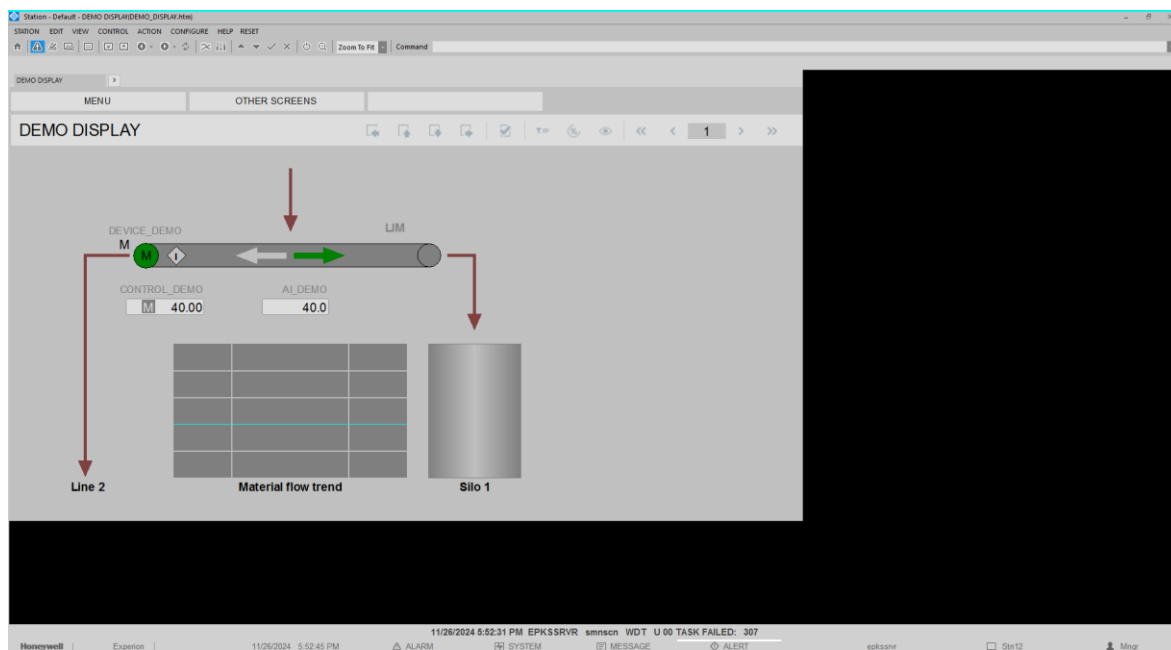 Station - Default - DEMO DISPLAY(DEMO_DISPLAY.htm)
STATION EDIT VIEW CONTROL ACTION CONFIGURE HELP RESET
Zoom To Fit Command
DEMO DISPLAY
MENU OTHER SCREENS
DEMO DISPLAY 1
DEVICE_DEMO LIM
M
M I
CONTROL_DEMO AI_DEMO
M 40.00 40.0
Line 2 Material flow trend Silo 1
11/26/2024 5:52:31 PM EPKSSRVR smnscn WDT U 00 TASK FAILED: 307
Honeywell Experion 11/26/2024 5:52:45 PM ALARM SYSTEM MESSAGE ALERT Stn12 Mngr